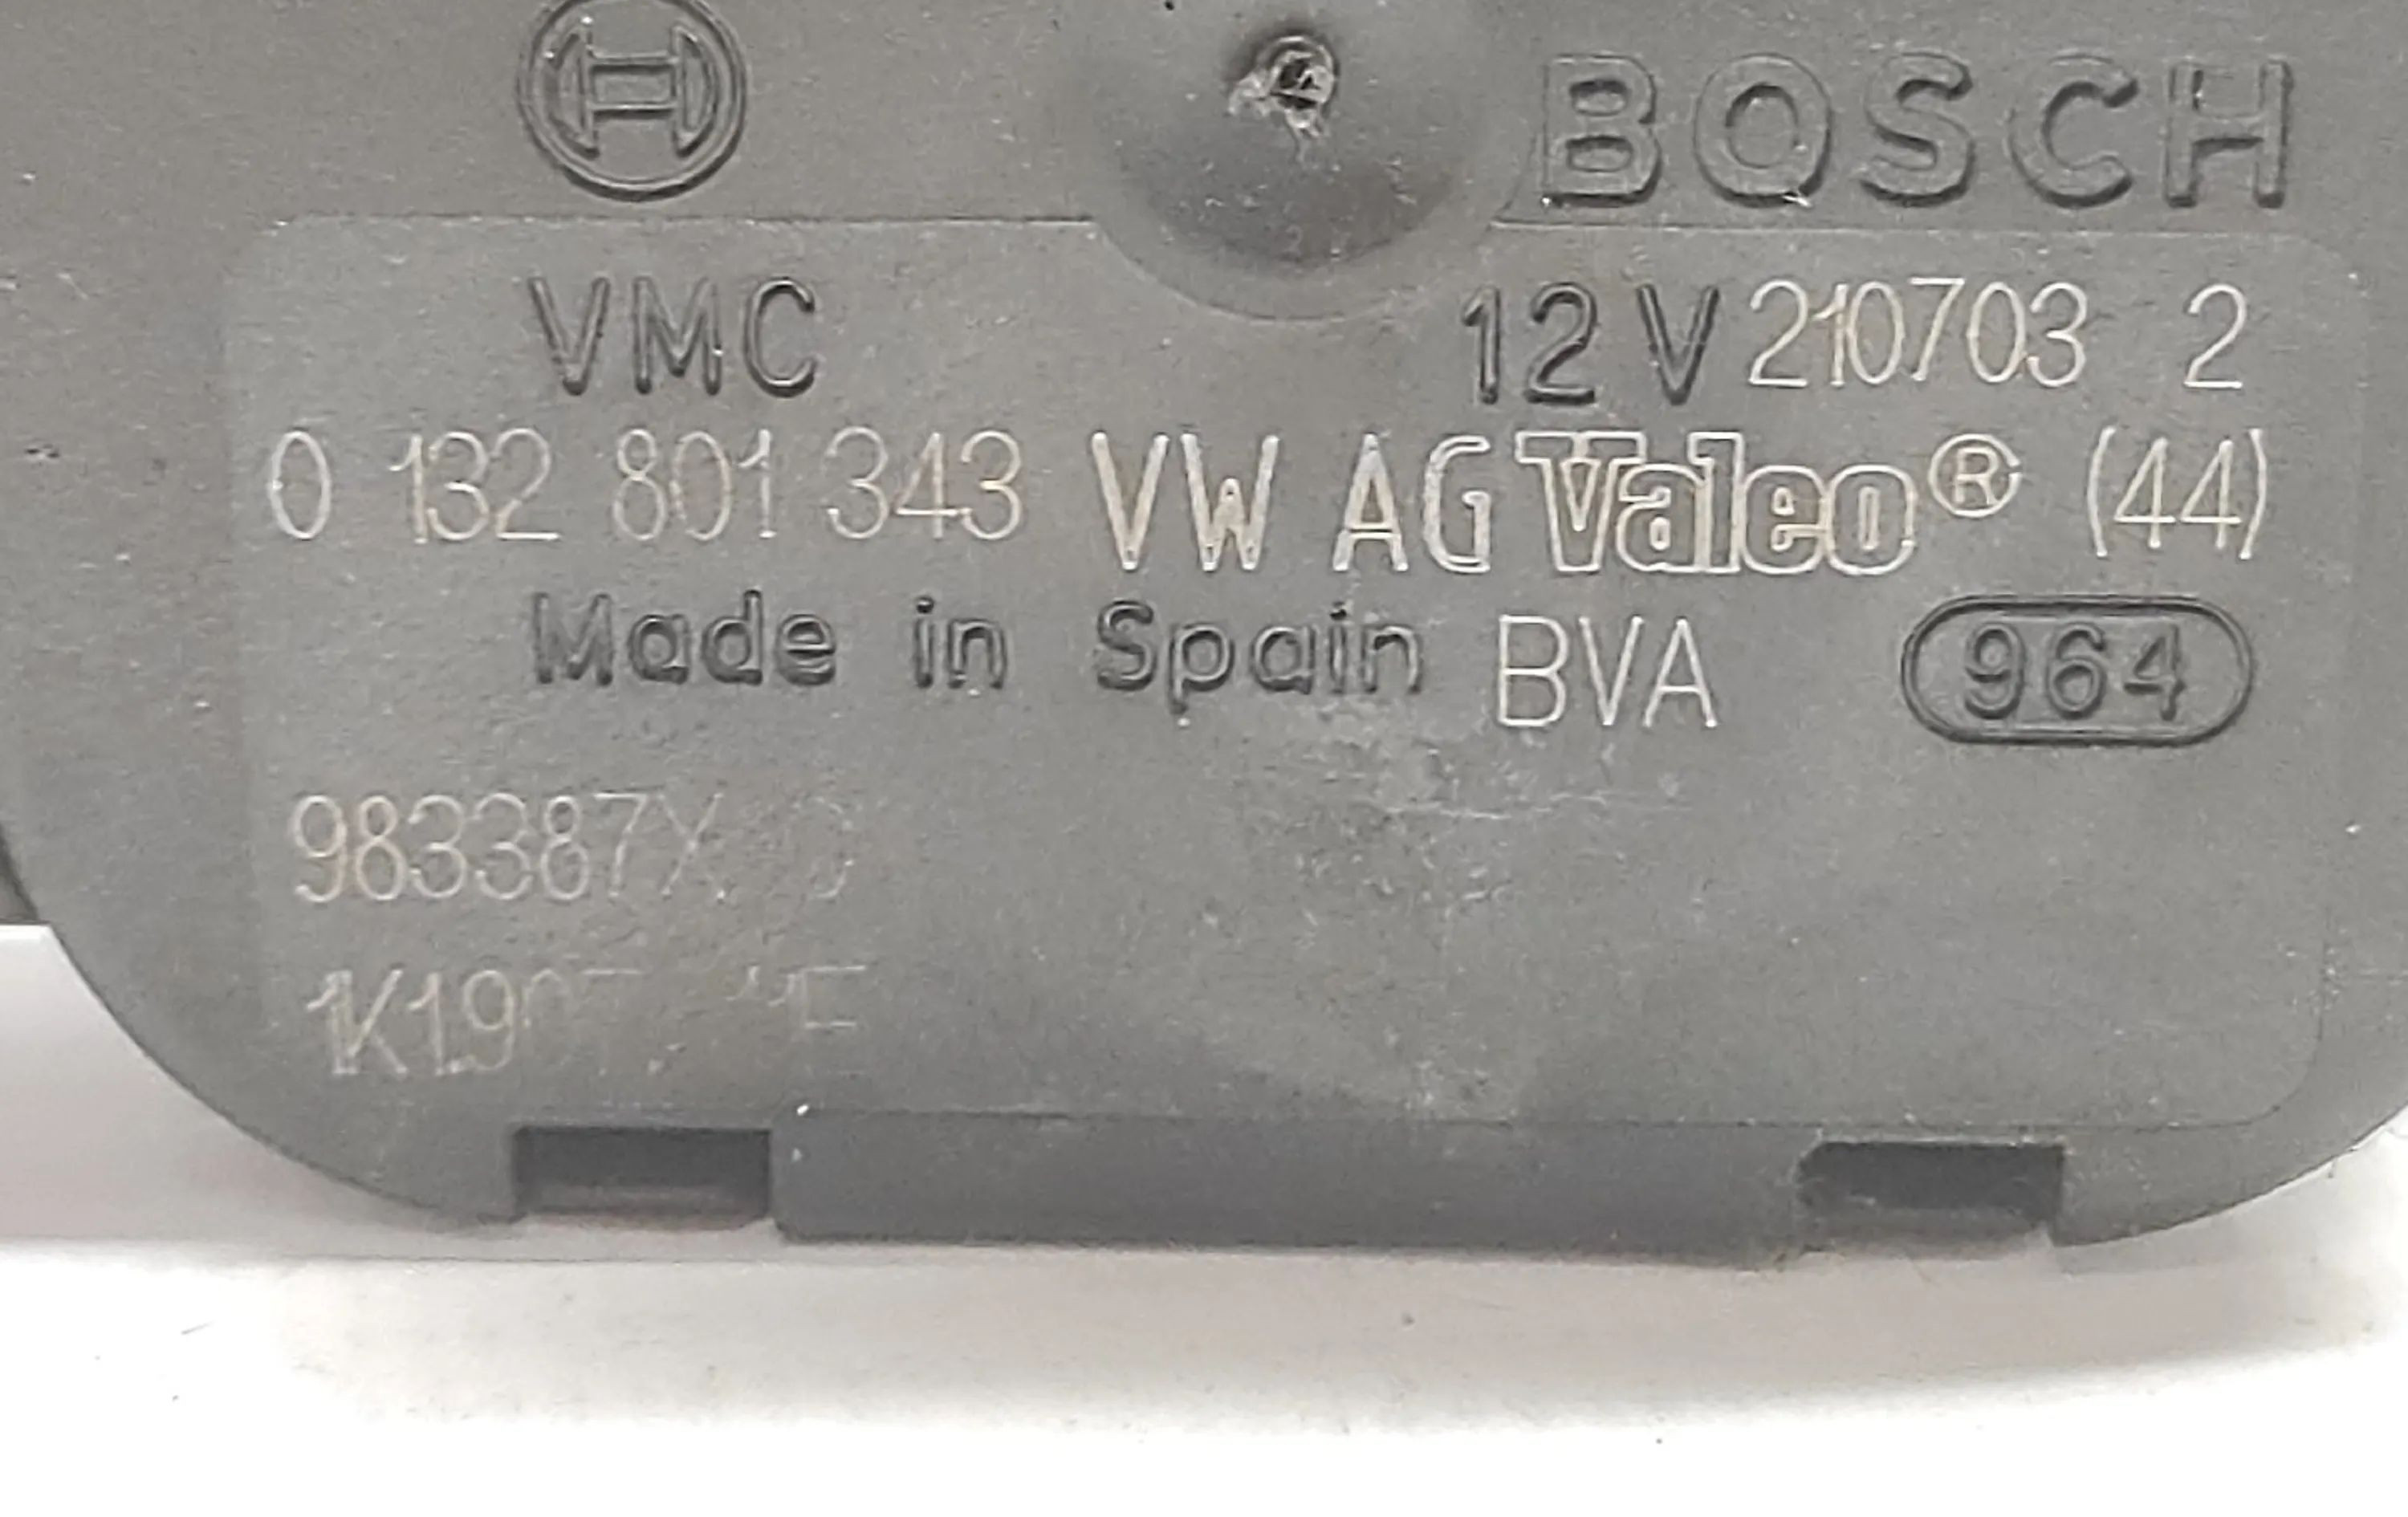 BOSCH
VMC 12 V 210703 2
0 132 801 343 VW AG Valeo® (44)
Made in Spain BVA 964